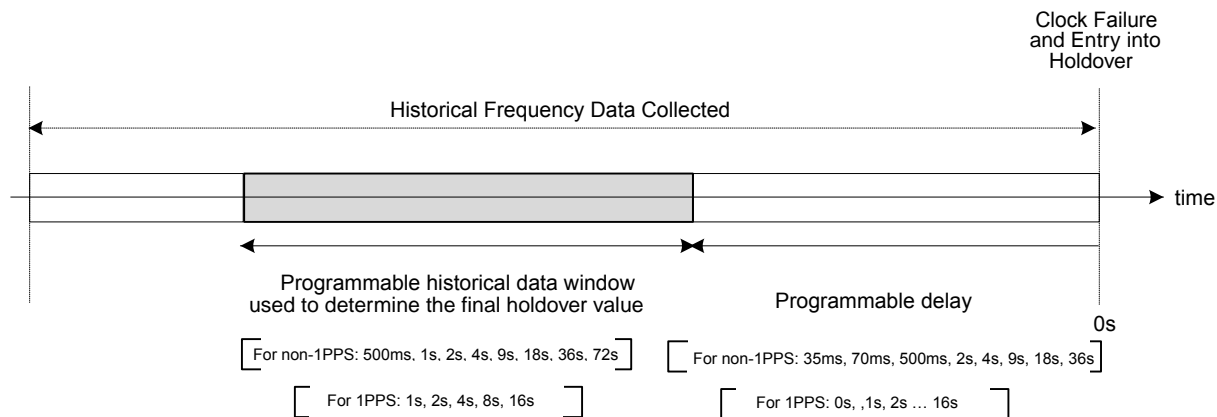 Clock Failure
and Entry into
Holdover
Historical Frequency Data Collected
time
Programmable historical data window
used to determine the final holdover value
Programmable delay
0s
For non-1PPS: 500ms, 1s, 2s, 4s, 9s, 18s, 36s, 72s
For non-1PPS: 35ms, 70ms, 500ms, 2s, 4s, 9s, 18s, 36s
For 1PPS: 1s, 2s, 4s, 8s, 16s
For 1PPS: 0s, ,1s, 2s … 16s